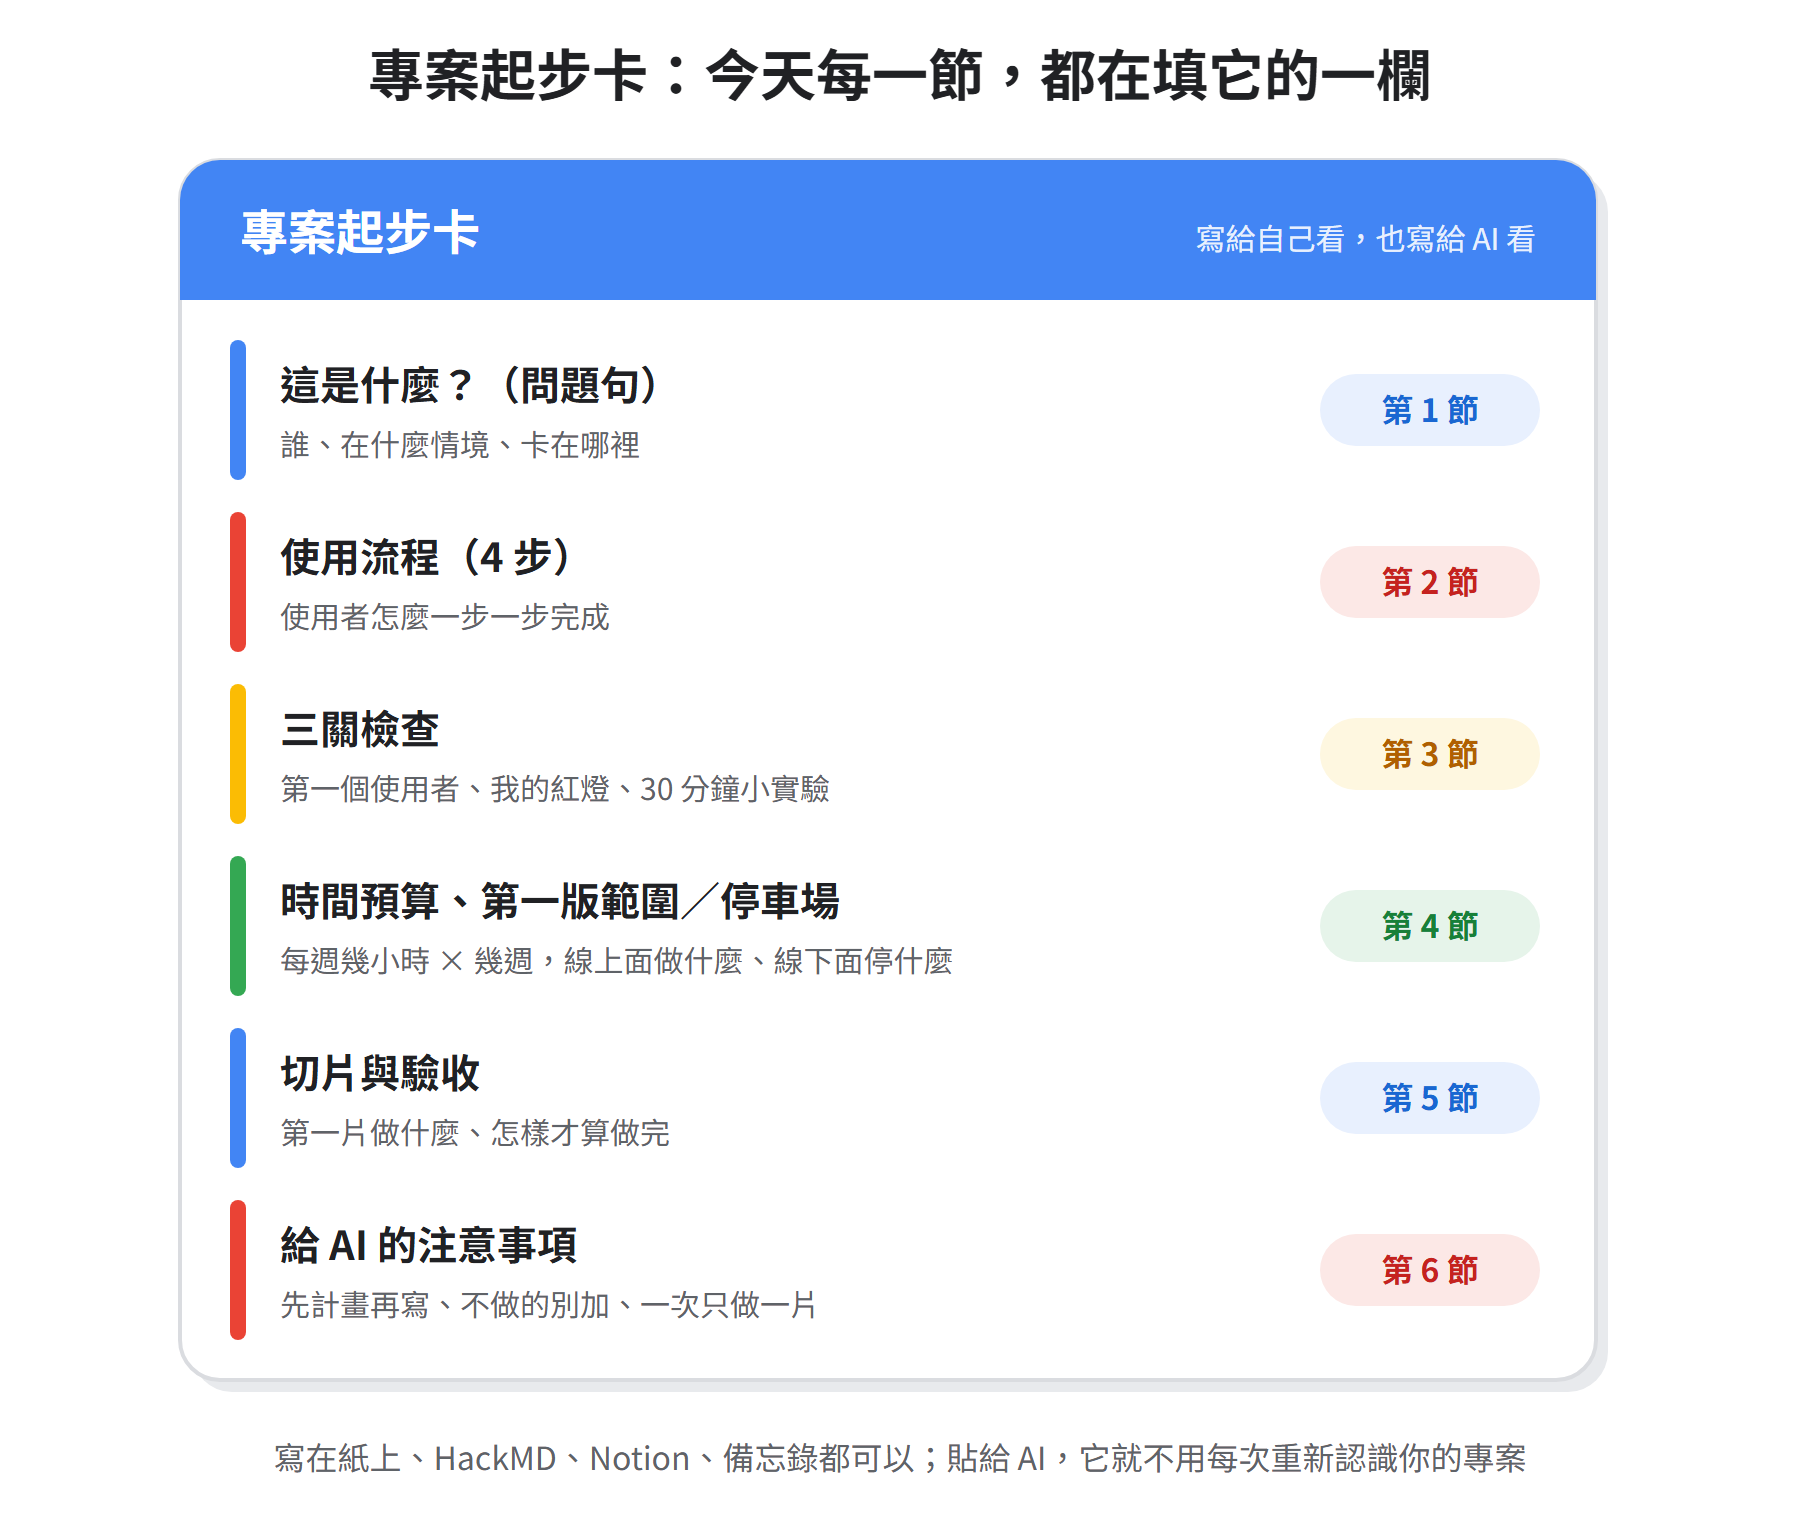 專案起步卡：今天每一節，都在填它的一欄
專案起步卡
寫給自己看，也寫給 AI 看
這是什麼？（問題句）
誰、在什麼情境、卡在哪裡
第 1 節
使用流程（4 步）
使用者怎麼一步一步完成
第 2 節
三關檢查
第一個使用者、我的紅燈、30 分鐘小實驗
第 3 節
時間預算、第一版範圍／停車場
每週幾小時 × 幾週，線上面做什麼、線下面停什麼
第 4 節
切片與驗收
第一片做什麼、怎樣才算做完
第 5 節
給 AI 的注意事項
先計畫再寫、不做的別加、一次只做一片
第 6 節
寫在紙上、HackMD、Notion、備忘錄都可以；貼給 AI，它就不用每次重新認識你的專案